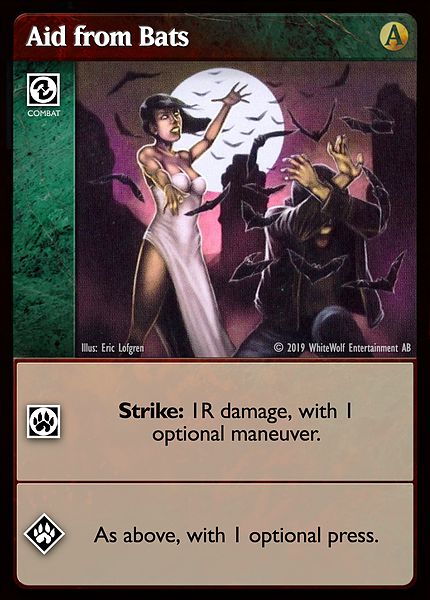 Aid from Bats
A
COMBAT
Illus: Eric Lofgren
© 2019 WhiteWolf Entertainment AB
Strike: 1R damage, with 1
optional maneuver.
As above, with 1 optional press.